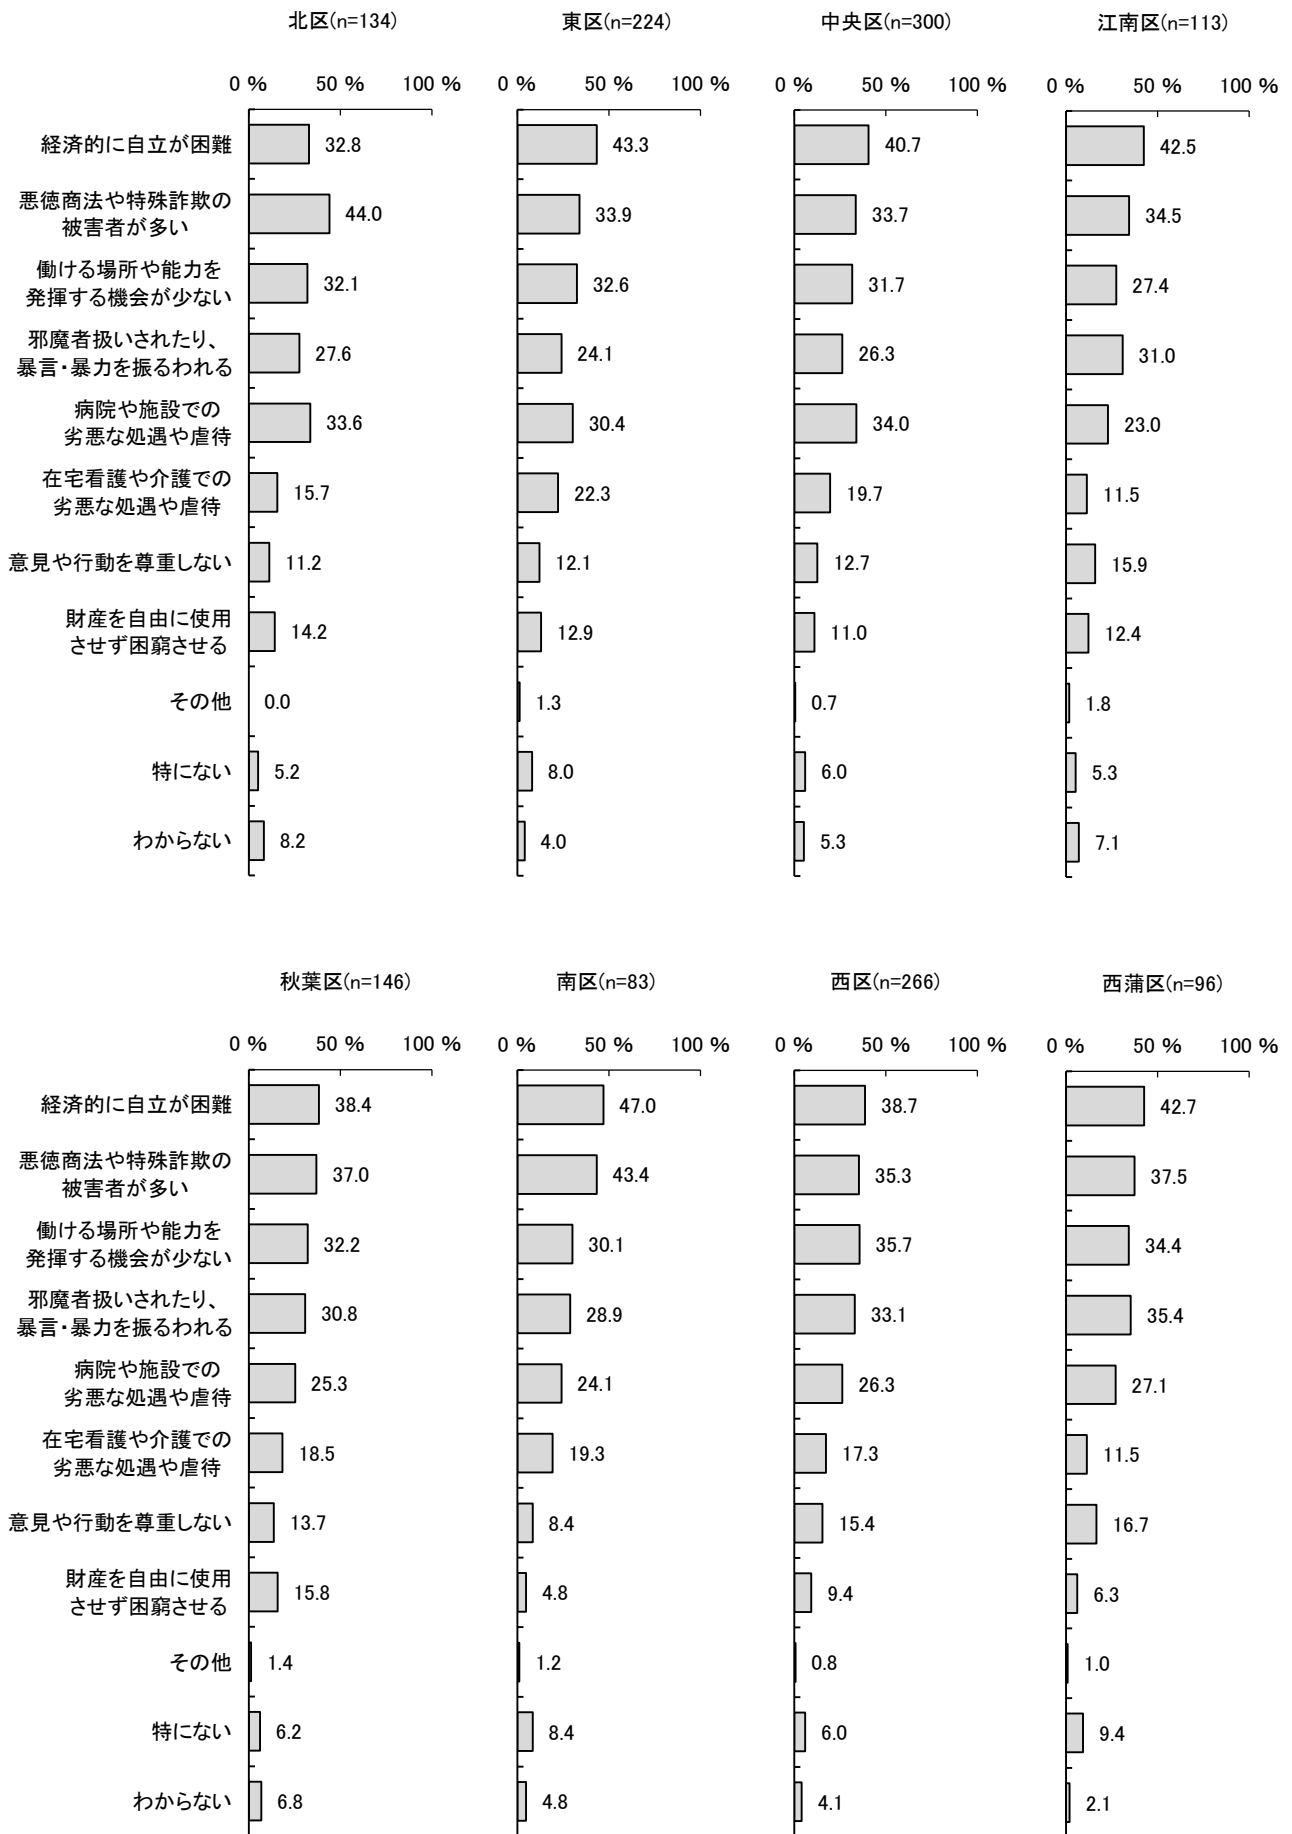 北区(n=134) 東区(n=224) 中央区(n=300) 江南区(n=113)
0 % 50 % 100 % 0 % 50 % 100 % 0 % 50 % 100 % 0 % 50 % 100 %
経済的に自立が困難 32.8 43.3 40.7 42.5
悪徳商法や特殊詐欺の
被害者が多い 44.0 33.9 33.7 34.5
働ける場所や能力を
発揮する機会が少ない 32.1 32.6 31.7 27.4
邪魔者扱いされたり、
暴言・暴力を振るわれる 27.6 24.1 26.3 31.0
病院や施設での
劣悪な処遇や虐待 33.6 30.4 34.0 23.0
在宅看護や介護での
劣悪な処遇や虐待 15.7 22.3 19.7 11.5
意見や行動を尊重しない 11.2 12.1 12.7 15.9
財産を自由に使用
させず困窮させる 14.2 12.9 11.0 12.4
その他 0.0 1.3 0.7 1.8
特にない 5.2 8.0 6.0 5.3
わからない 8.2 4.0 5.3 7.1
秋葉区(n=146) 南区(n=83) 西区(n=266) 西蒲区(n=96)
0 % 50 % 100 % 0 % 50 % 100 % 0 % 50 % 100 % 0 % 50 % 100 %
経済的に自立が困難 38.4 47.0 38.7 42.7
悪徳商法や特殊詐欺の
被害者が多い 37.0 43.4 35.3 37.5
働ける場所や能力を
発揮する機会が少ない 32.2 30.1 35.7 34.4
邪魔者扱いされたり、
暴言・暴力を振るわれる 30.8 28.9 33.1 35.4
病院や施設での
劣悪な処遇や虐待 25.3 24.1 26.3 27.1
在宅看護や介護での
劣悪な処遇や虐待 18.5 19.3 17.3 11.5
意見や行動を尊重しない 13.7 8.4 15.4 16.7
財産を自由に使用
させず困窮させる 15.8 4.8 9.4 6.3
その他 1.4 1.2 0.8 1.0
特にない 6.2 8.4 6.0 9.4
わからない 6.8 4.8 4.1 2.1